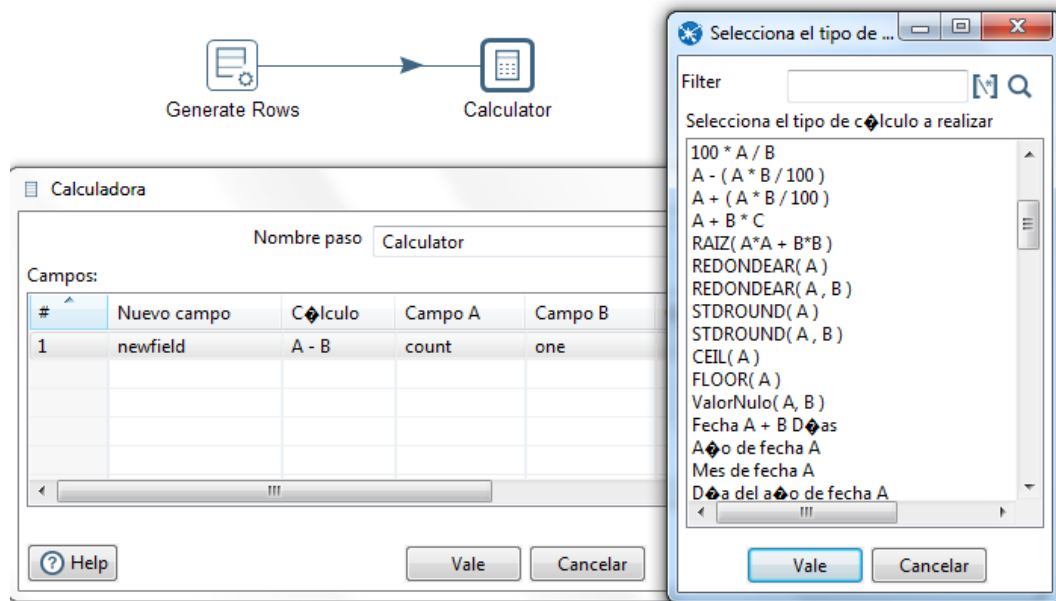 Generate Rows
Calculator
Calculadora
Nombre paso Calculator
Campos:
# Nuevo campo C�lculo Campo A Campo B
1 newfield A - B count one
Help Vale Cancelar
Selecciona el tipo de ...
Filter
Selecciona el tipo de c�lculo a realizar
100 * A / B
A - ( A * B / 100 )
A + ( A * B / 100 )
A + B * C
RAIZ( A*A + B*B )
REDONDEAR( A )
REDONDEAR( A , B )
STDROUND( A )
STDROUND( A , B )
CEIL( A )
FLOOR( A )
ValorNulo( A, B )
Fecha A + B D�as
A�o de fecha A
Mes de fecha A
D�a del a�o de fecha A
Vale Cancelar